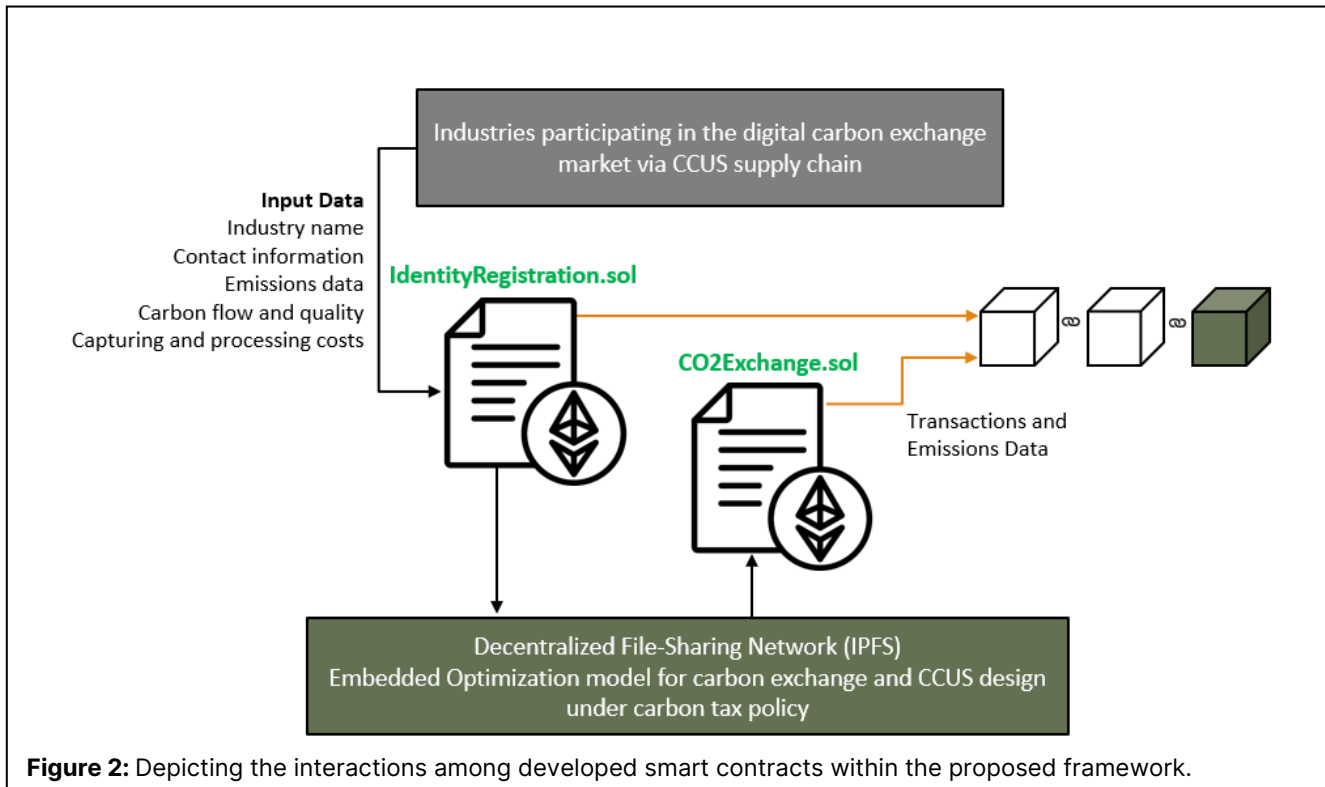 Industries participating in the digital carbon exchange
market via CCUS supply chain
Input Data
Industry name
Contact information
Emissions data
Carbon flow and quality
Capturing and processing costs
IdentityRegistration.sol
CO2Exchange.sol
Transactions and
Emissions Data
Decentralized File-Sharing Network (IPFS)
Embedded Optimization model for carbon exchange and CCUS design
under carbon tax policy
Figure 2: Depicting the interactions among developed smart contracts within the proposed framework.